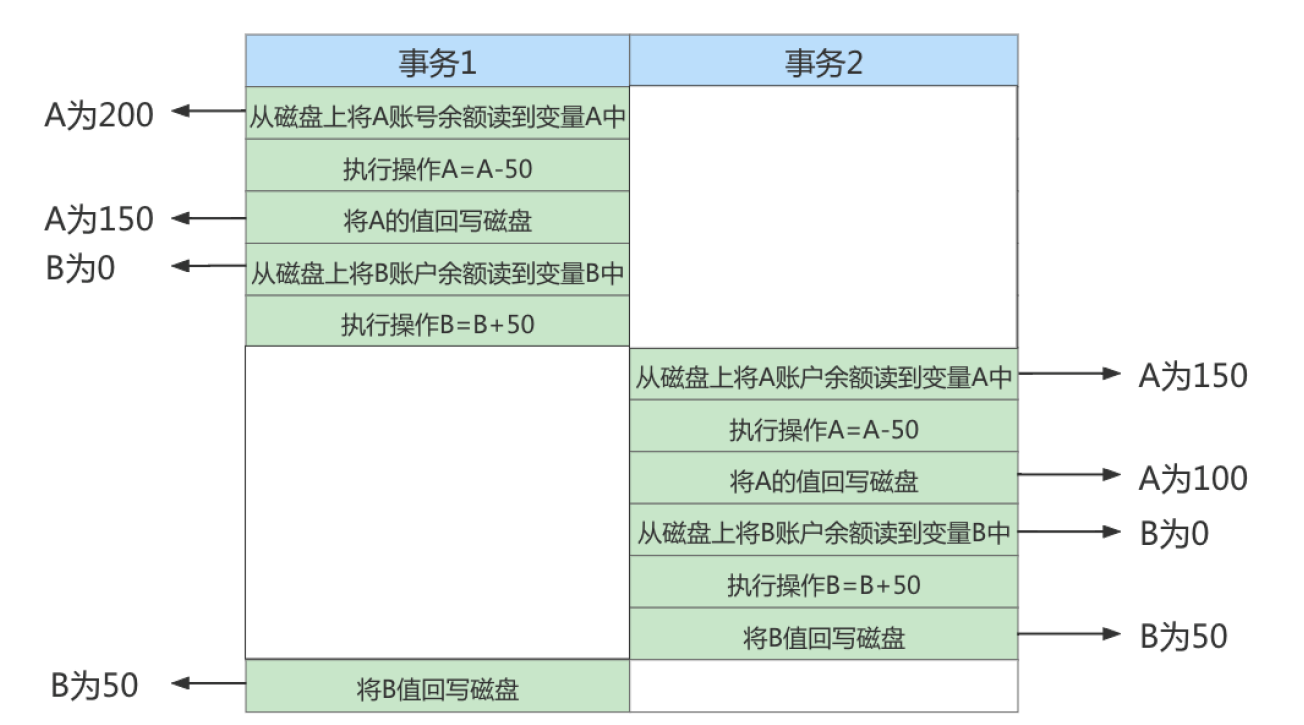 事务1
事务2
A为200
从磁盘上将A账号余额读到变量A中
执行操作A=A-50
A为150
将A的值回写磁盘
B为0
从磁盘上将B账户余额读到变量B中
执行操作B=B+50
从磁盘上将A账户余额读到变量A中
A为150
执行操作A=A-50
将A的值回写磁盘
A为100
从磁盘上将B账户余额读到变量B中
B为0
执行操作B=B+50
将B值回写磁盘
B为50
B为50
将B值回写磁盘